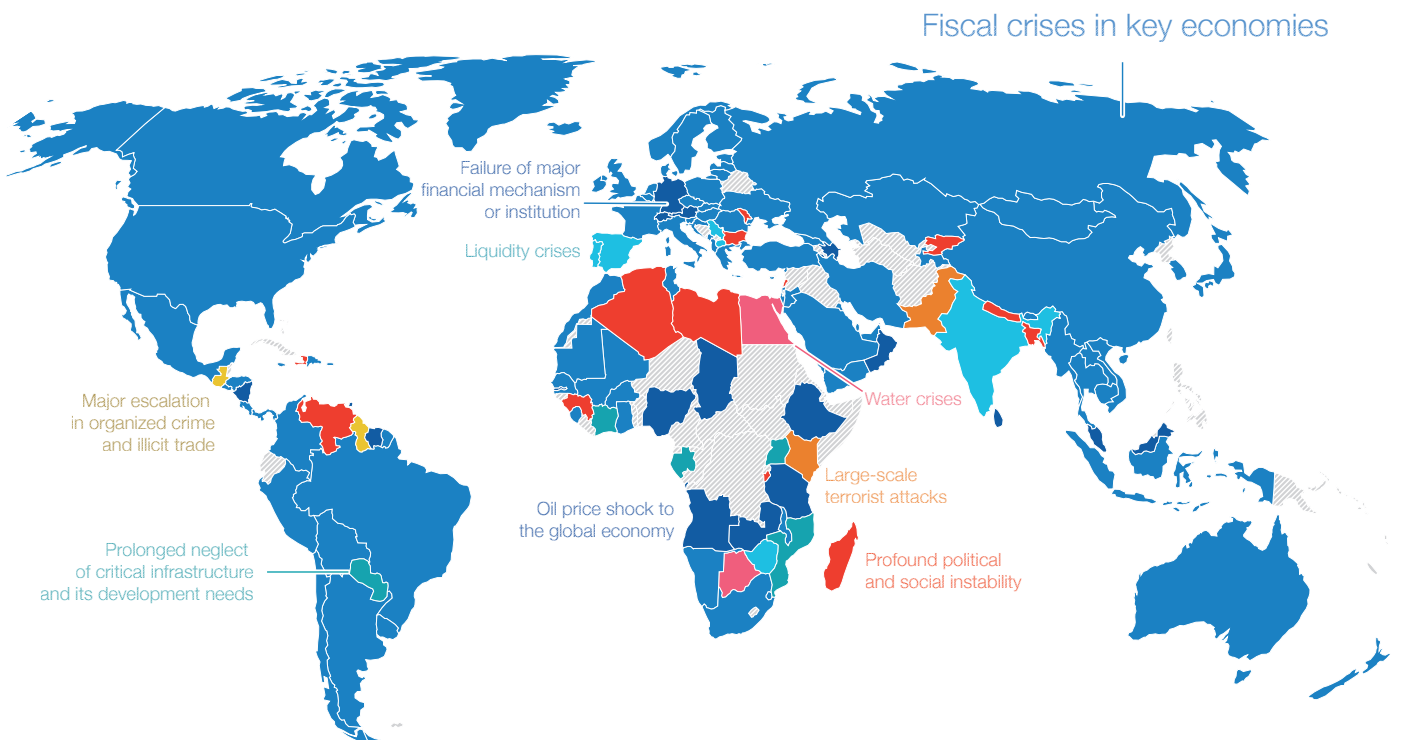 Fiscal crises in key economies
Failure of major
financial mechanism
or institution
Liquidity crises
Major escalation
in organized crime
and illicit trade
Water crises
Large-scale
terrorist attacks
Oil price shock to
the global economy
Prolonged neglect
of critical infrastructure
and its development needs
Profound political
and social instability